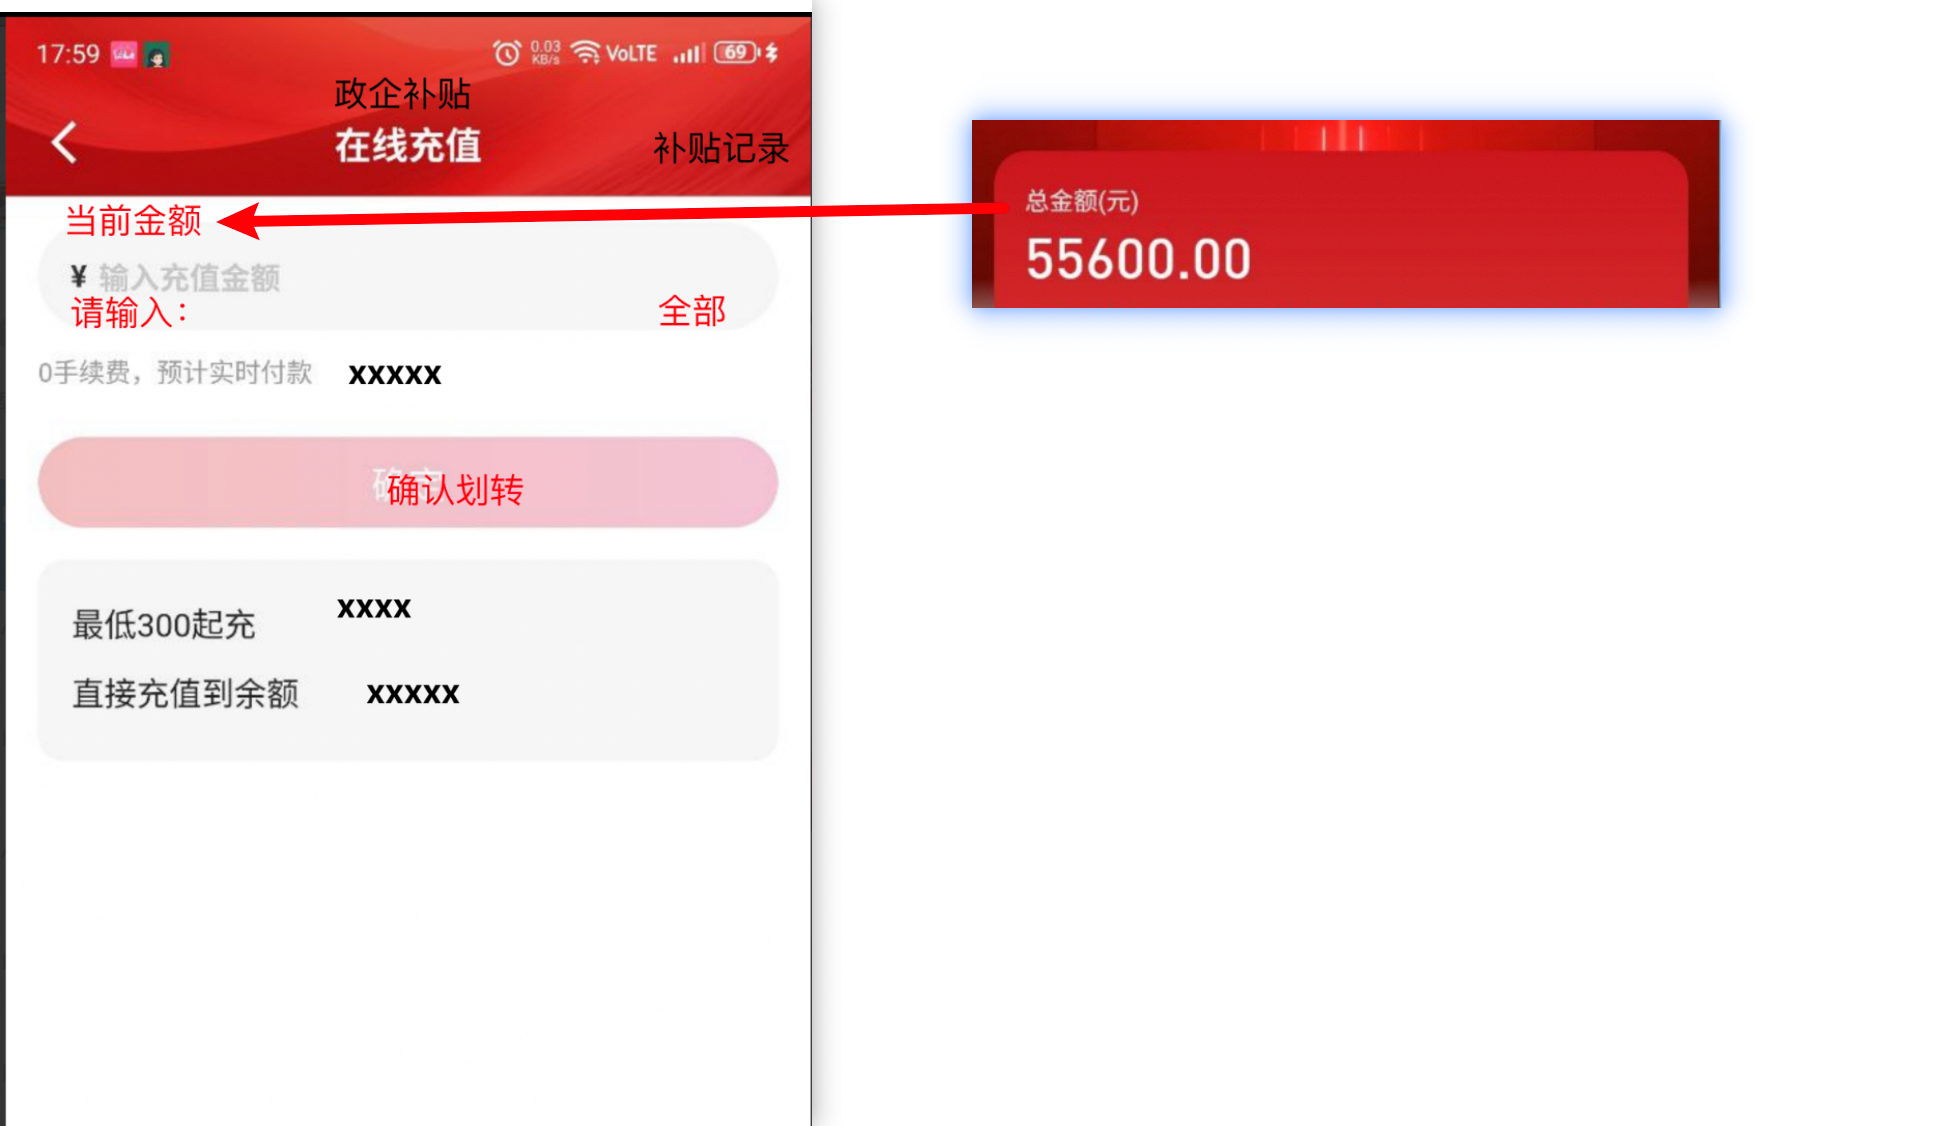 17:59
0.03
KB/s
VoLTE
69
政企补贴
在线充值
补贴记录
当前金额
¥ 输入充值金额
请输入：
全部
0手续费，预计实时付款
xxxxx
确认划转
最低300起充
xxxx
直接充值到余额
xxxxx
总金额(元)
55600.00